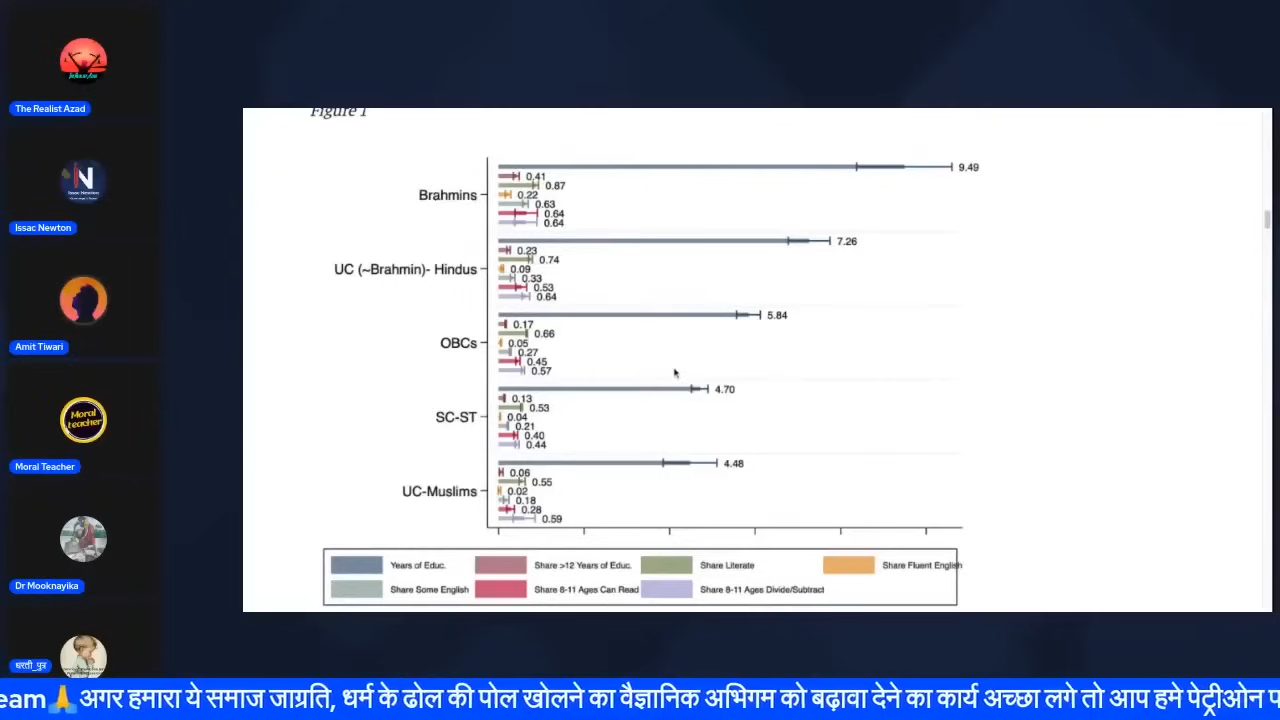 The Realist Azad
Issac Newton
Amit Tiwari
Moral teacher
Moral Teacher
Dr Mooknayika
धरती_पुत्र
Figure 1
Brahmins
9.49
0.41
0.87
0.22
0.63
0.64
0.64
UC (~Brahmin)- Hindus
7.26
0.23
0.74
0.09
0.33
0.53
0.64
OBCs
5.84
0.17
0.66
0.05
0.27
0.45
0.57
SC-ST
4.70
0.13
0.53
0.04
0.21
0.40
0.44
UC-Muslims
4.48
0.06
0.55
0.02
0.18
0.28
0.59
Years of Educ. Share >12 Years of Educ. Share Literate Share Fluent English
Share Some English Share 8-11 Ages Can Read Share 8-11 Ages Divide/Subtract
eam🙏 अगर हमारा ये समाज जाग्रति, धर्म के ढोल की पोल खोलने का वैज्ञानिक अभिगम को बढ़ावा देने का कार्य अच्छा लगे तो आप हमे पेट्रीओन प